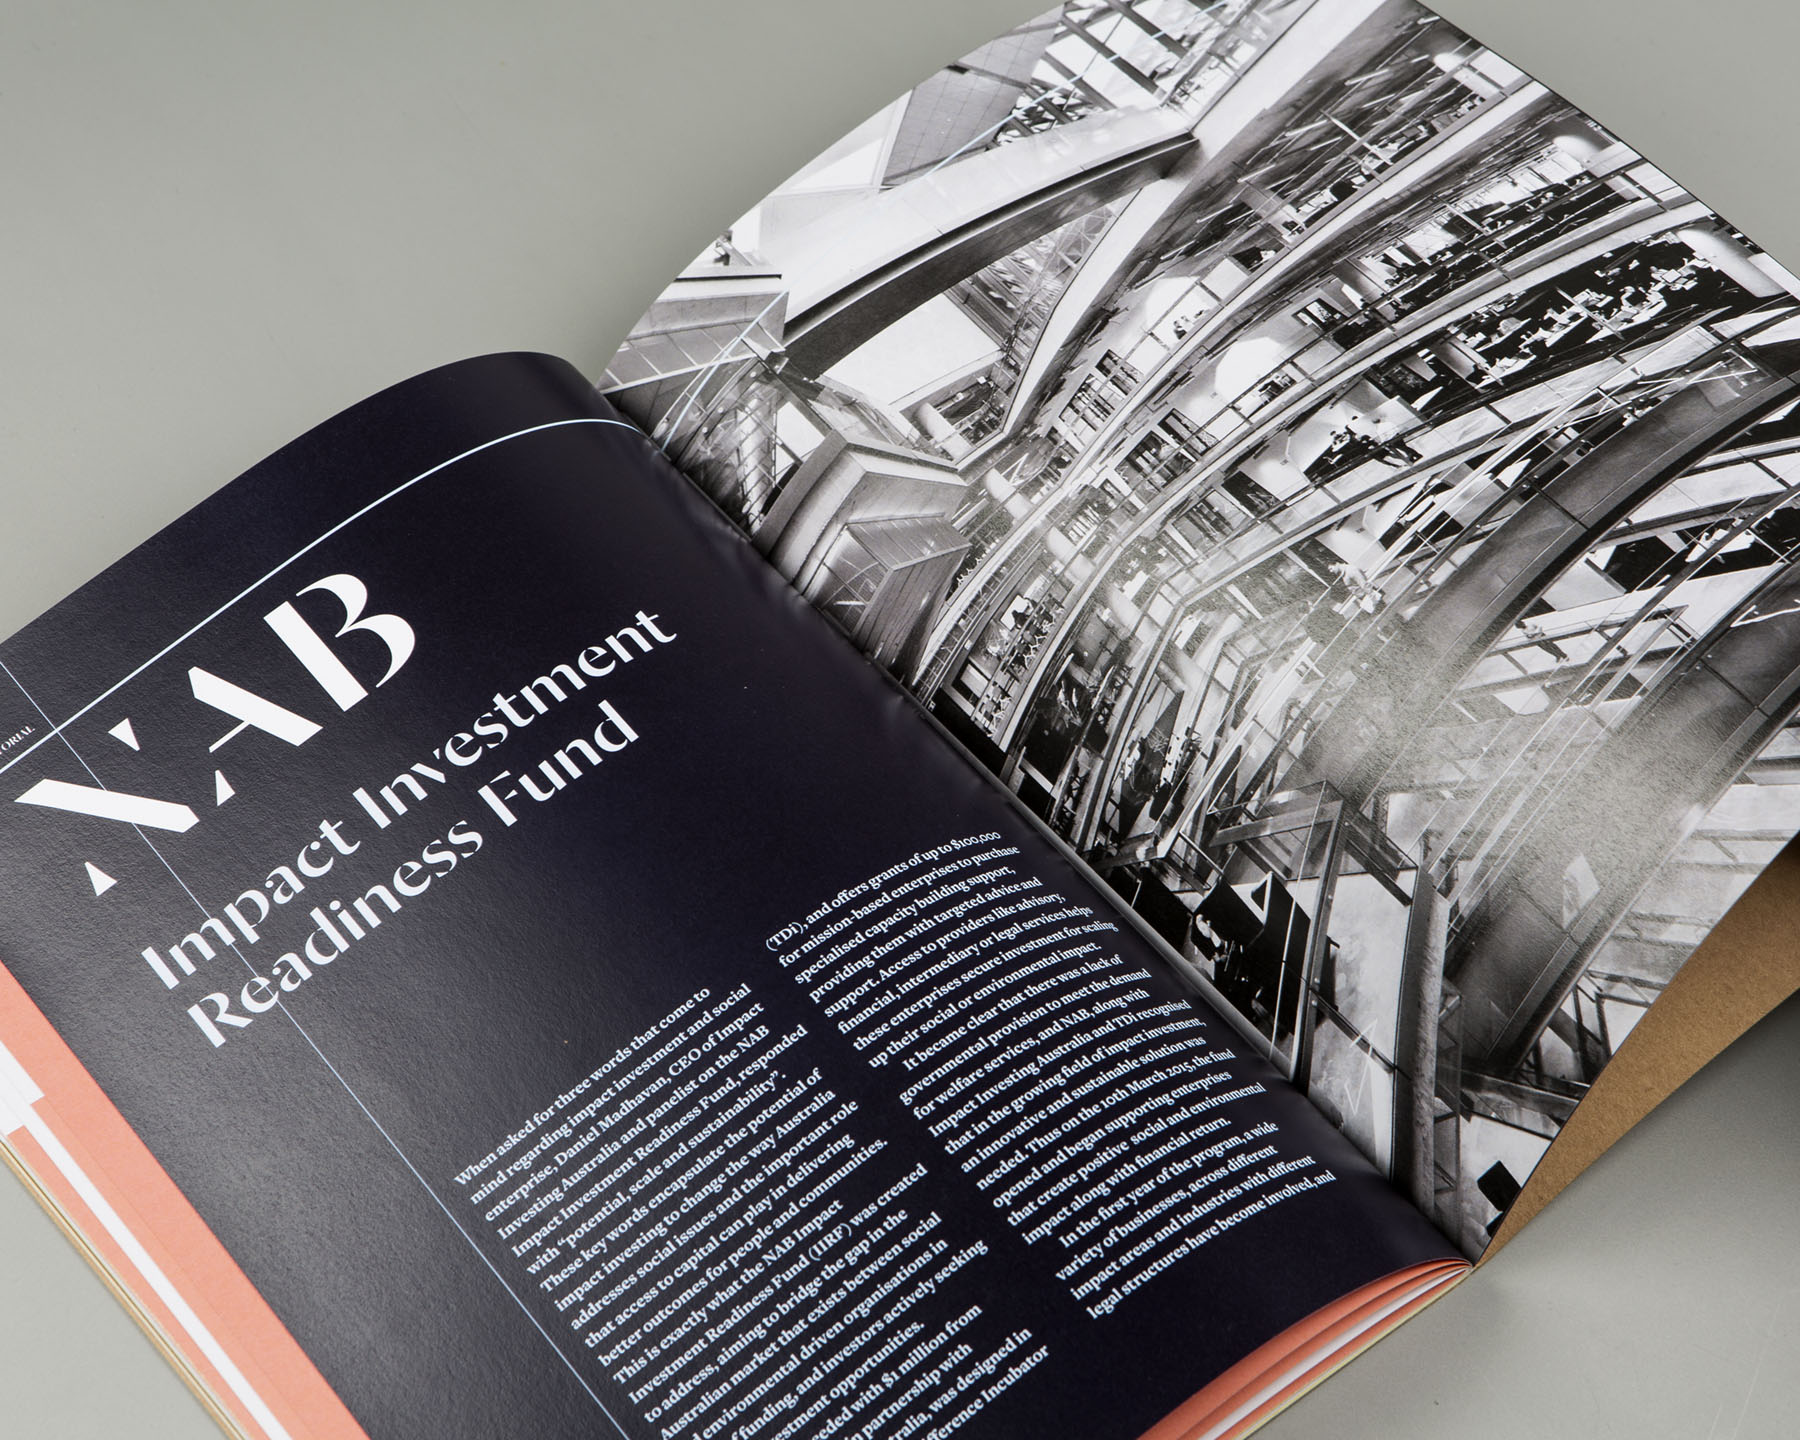 NAB
Impact Investment
Readiness Fund
When asked for three words that come to
mind regarding impact investment and social
enterprise, Daniel Madhavan, CEO of Impact
Investing Australia and panelist on the NAB
Impact Investment Readiness Fund, responded
with “potential, scale and sustainability”.
These key words encapsulate the potential of
impact investing to change the way Australia
addresses social issues and the important role
that access to capital can play in delivering
better outcomes for people and communities.
This is exactly what the NAB Impact
Investment Readiness Fund (IIRF) was created
to address, aiming to bridge the gap in the
Australian market that exists between social
environmental driven organisations in
funding, and investors actively seeking
opportunities.
with $1 million from
in partnership with
was designed in
Incubator
(TDi), and offers grants of up to $100,000
for mission-based enterprises to purchase
specialised capacity building support,
providing them with targeted advice and
support. Access to providers like advisory,
financial, intermediary or legal services helps
these enterprises secure investment for scaling
up their social or environmental impact.
It became clear that there was a lack of
governmental provision to meet the demand
for welfare services, and NAB, along with
Impact Investing Australia and TDi recognised
that in the growing field of impact investment,
an innovative and sustainable solution was
needed. Thus on the 10th March 2015, the fund
opened and began supporting enterprises
that create positive social and environmental
impact along with financial return.
In the first year of the program, a wide
variety of businesses, across different
impact areas and industries with different
legal structures have become involved, and